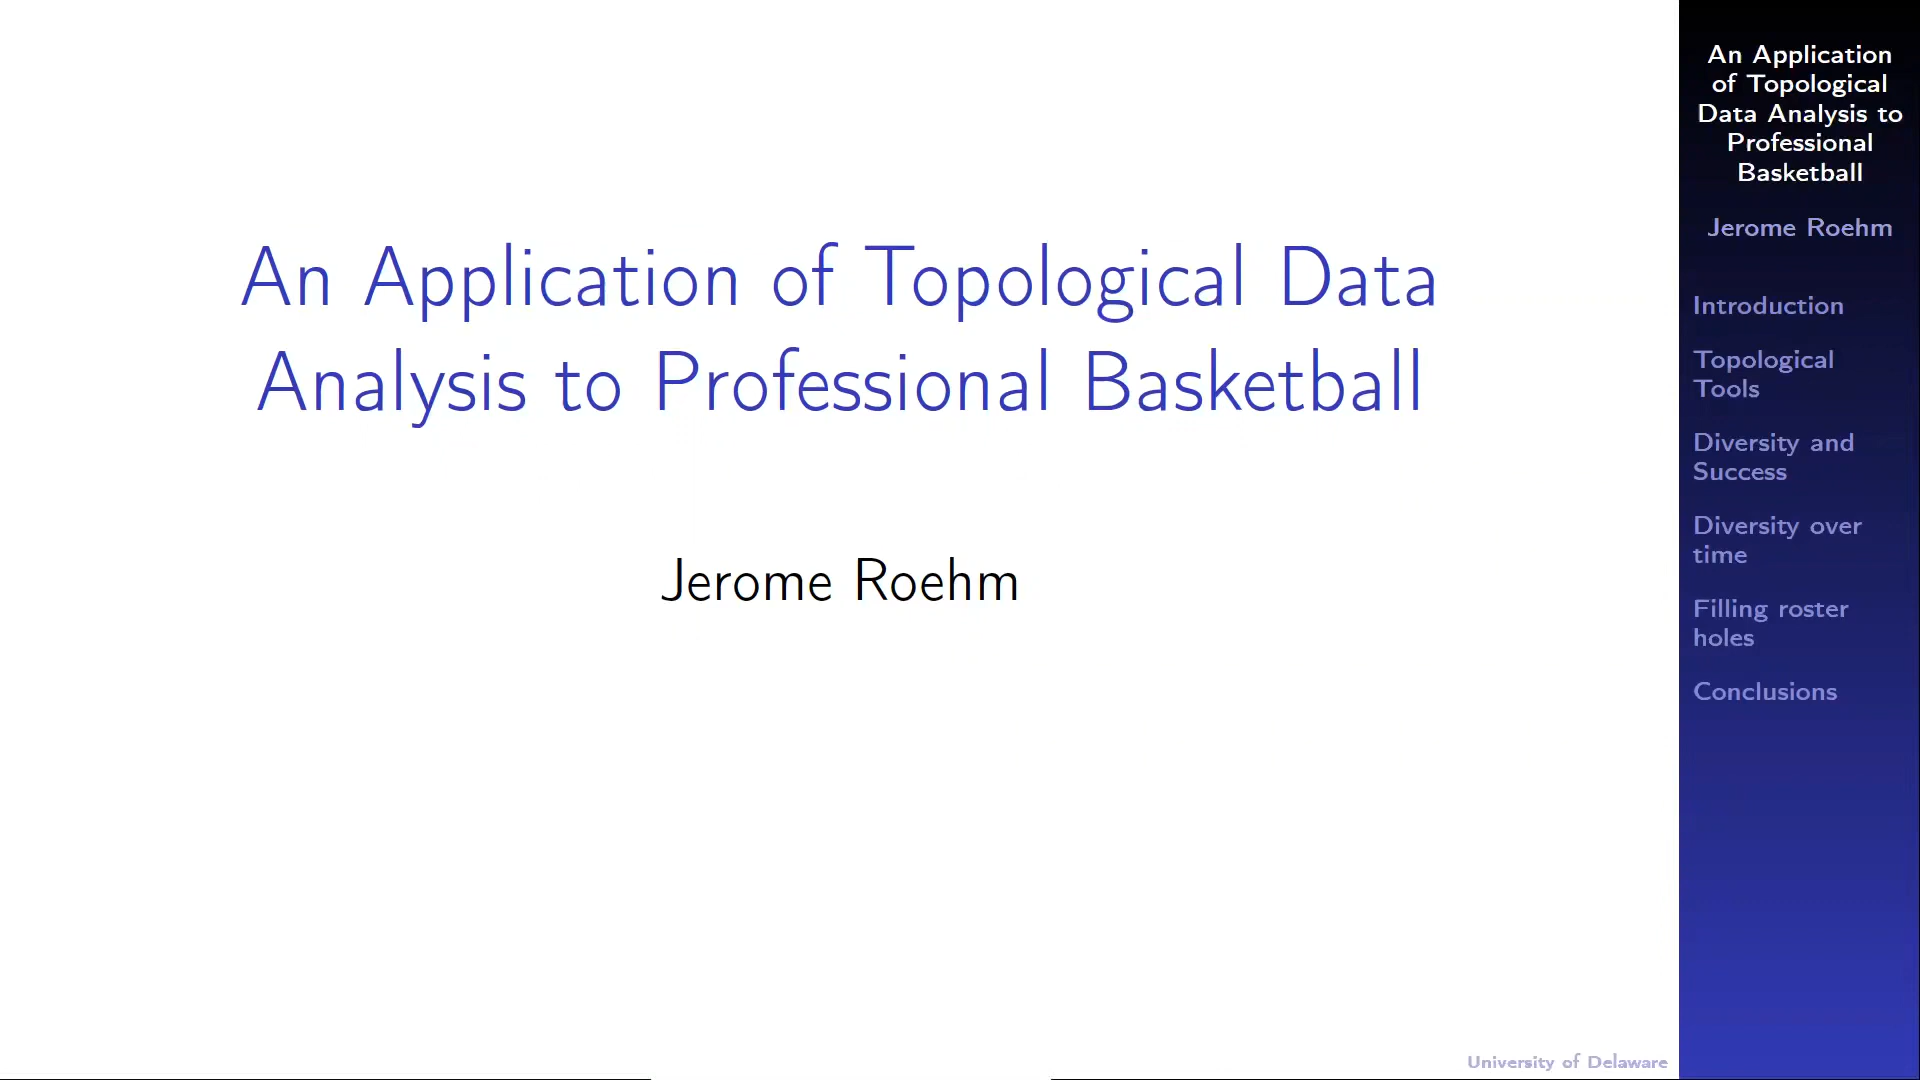 An Application of Topological Data
Analysis to Professional Basketball
Jerome Roehm
An Application
of Topological
Data Analysis to
Professional
Basketball
Jerome Roehm
Introduction
Topological
Tools
Diversity and
Success
Diversity over
time
Filling roster
holes
Conclusions
University of Delaware